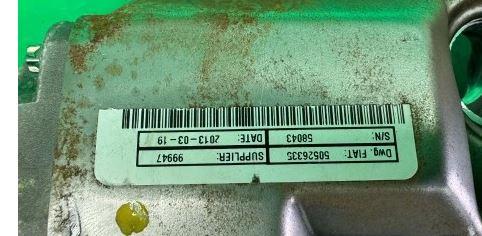 Dwg. FIAT: 50526335 SUPPLIER: 99947
S/N: 58043 DATE: 2013-03-19